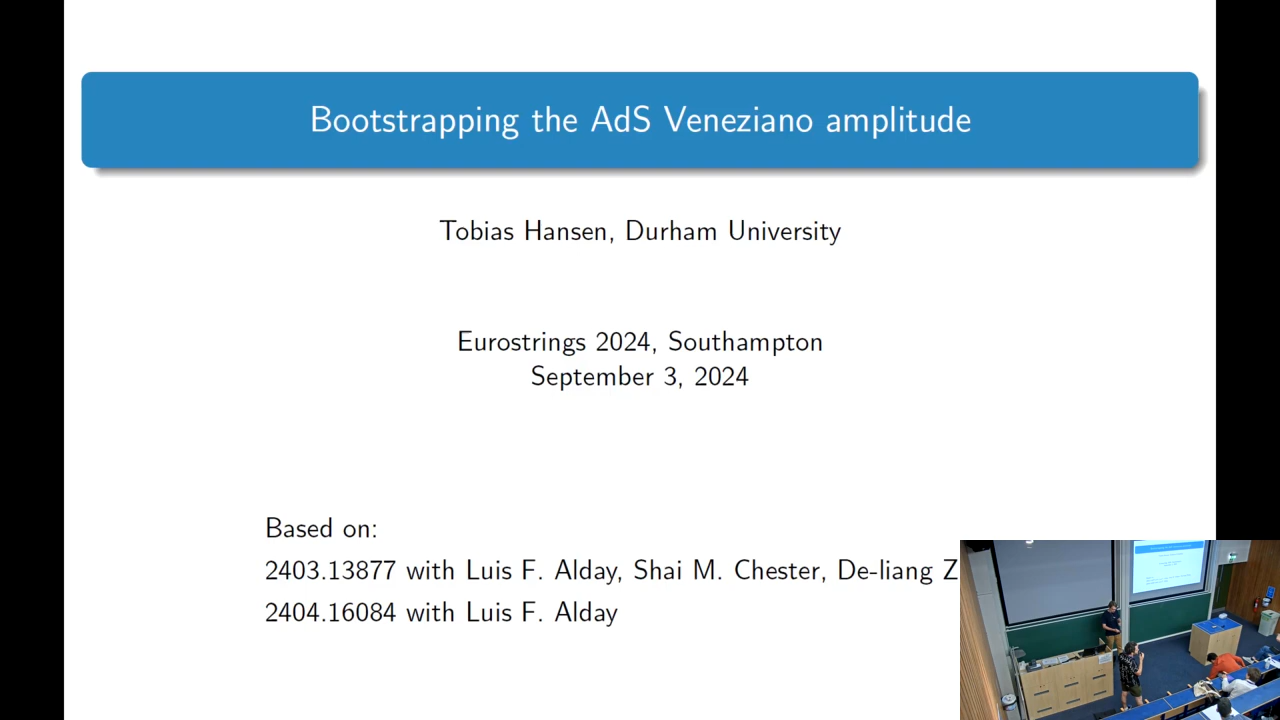 Bootstrapping the AdS Veneziano amplitude
Tobias Hansen, Durham University
Eurostrings 2024, Southampton
September 3, 2024
Based on:
2403.13877 with Luis F. Alday, Shai M. Chester, De-liang
2404.16084 with Luis F. Alday